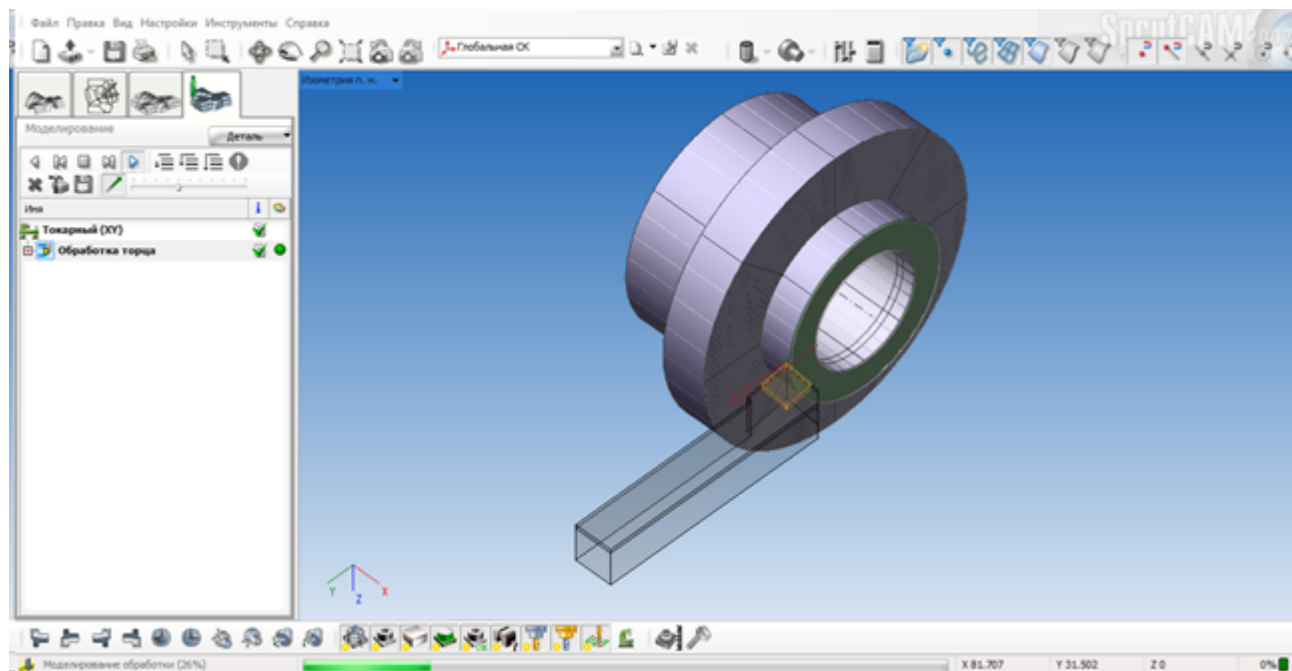 Файл Правка Вид Настройки Инструменты Справка
SprutCAM
Глобальная СК
Изометрия п. н.
Моделирование
Деталь
Имя
Токарный (XY)
Обработка торца
Y
Z
X
Моделирование обработки (26%)
X 81.707
Y 31.502
Z 0
0%